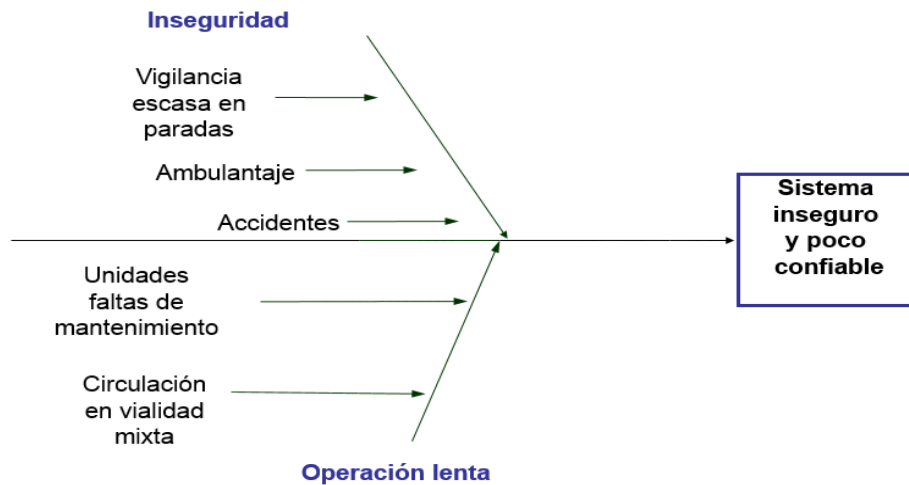 Inseguridad
Vigilancia
escasa en
paradas
Ambulantaje
Accidentes
Sistema
inseguro
y poco
confiable
Unidades
faltas de
mantenimiento
Circulación
en vialidad
mixta
Operación lenta